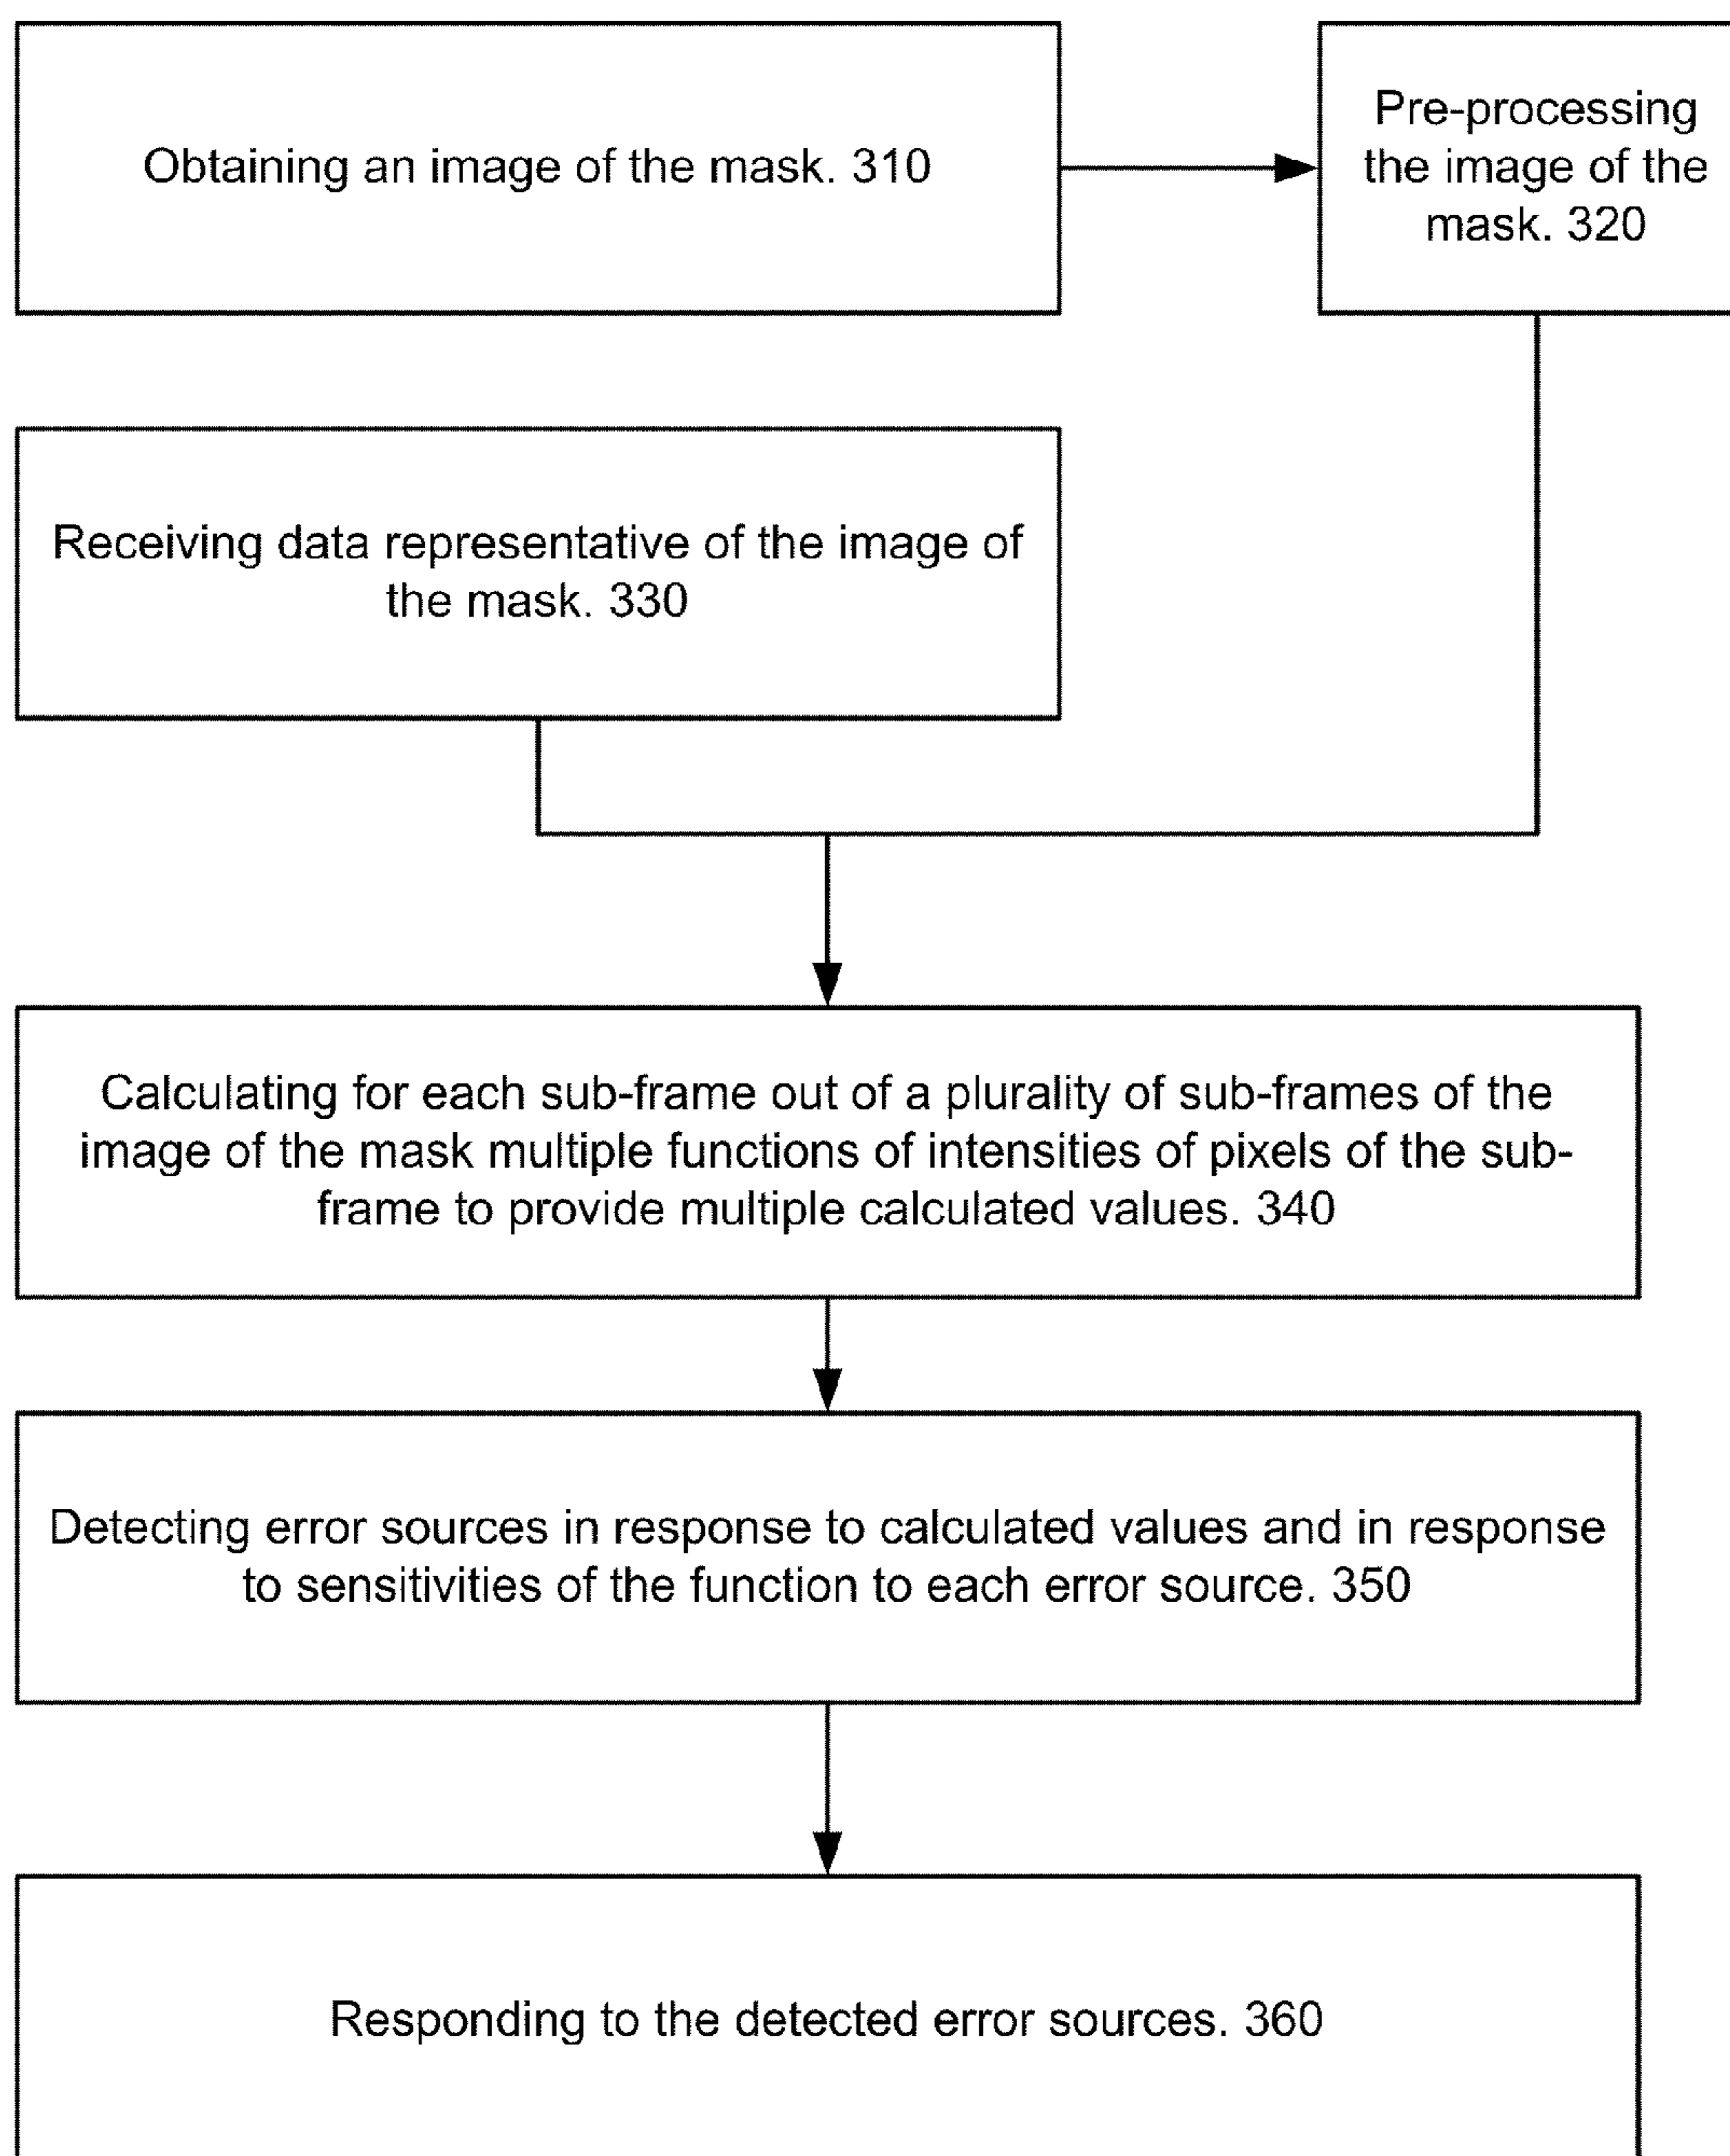 Obtaining an image of the mask. 310
Pre-processing
the image of the
mask. 320
Receiving data representative of the image of
the mask. 330
Calculating for each sub-frame out of a plurality of sub-frames of the
image of the mask multiple functions of intensities of pixels of the sub-
frame to provide multiple calculated values. 340
Detecting error sources in response to calculated values and in response
to sensitivities of the function to each error source. 350
Responding to the detected error sources. 360